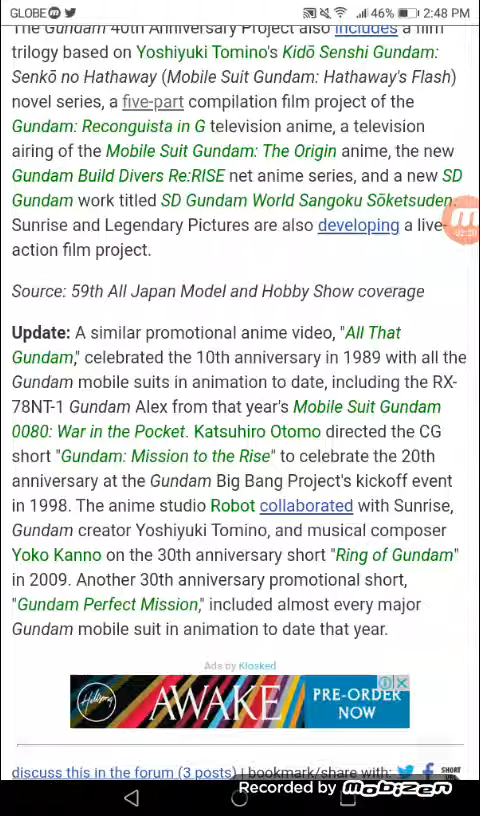 GLOBE 46% 2:48 PM
The Gundam 40th Anniversary Project also includes a film
trilogy based on Yoshiyuki Tomino's Kidō Senshi Gundam:
Senkō no Hathaway (Mobile Suit Gundam: Hathaway's Flash)
novel series, a five-part compilation film project of the
Gundam: Reconguista in G television anime, a television
airing of the Mobile Suit Gundam: The Origin anime, the new
Gundam Build Divers Re:RISE net anime series, and a new SD
Gundam work titled SD Gundam World Sangoku Sōketsuden.
Sunrise and Legendary Pictures are also developing a live-
action film project.
Source: 59th All Japan Model and Hobby Show coverage
Update: A similar promotional anime video, "All That
Gundam," celebrated the 10th anniversary in 1989 with all the
Gundam mobile suits in animation to date, including the RX-
78NT-1 Gundam Alex from that year's Mobile Suit Gundam
0080: War in the Pocket. Katsuhiro Otomo directed the CG
short "Gundam: Mission to the Rise" to celebrate the 20th
anniversary at the Gundam Big Bang Project's kickoff event
in 1998. The anime studio Robot collaborated with Sunrise,
Gundam creator Yoshiyuki Tomino, and musical composer
Yoko Kanno on the 30th anniversary short "Ring of Gundam"
in 2009. Another 30th anniversary promotional short,
"Gundam Perfect Mission," included almost every major
Gundam mobile suit in animation to date that year.
Ads by Kiosked
Hillsong AWAKE PRE-ORDER
NOW
discuss this in the forum (3 posts) | bookmark/share with: SHORT
Recorded by mobizen